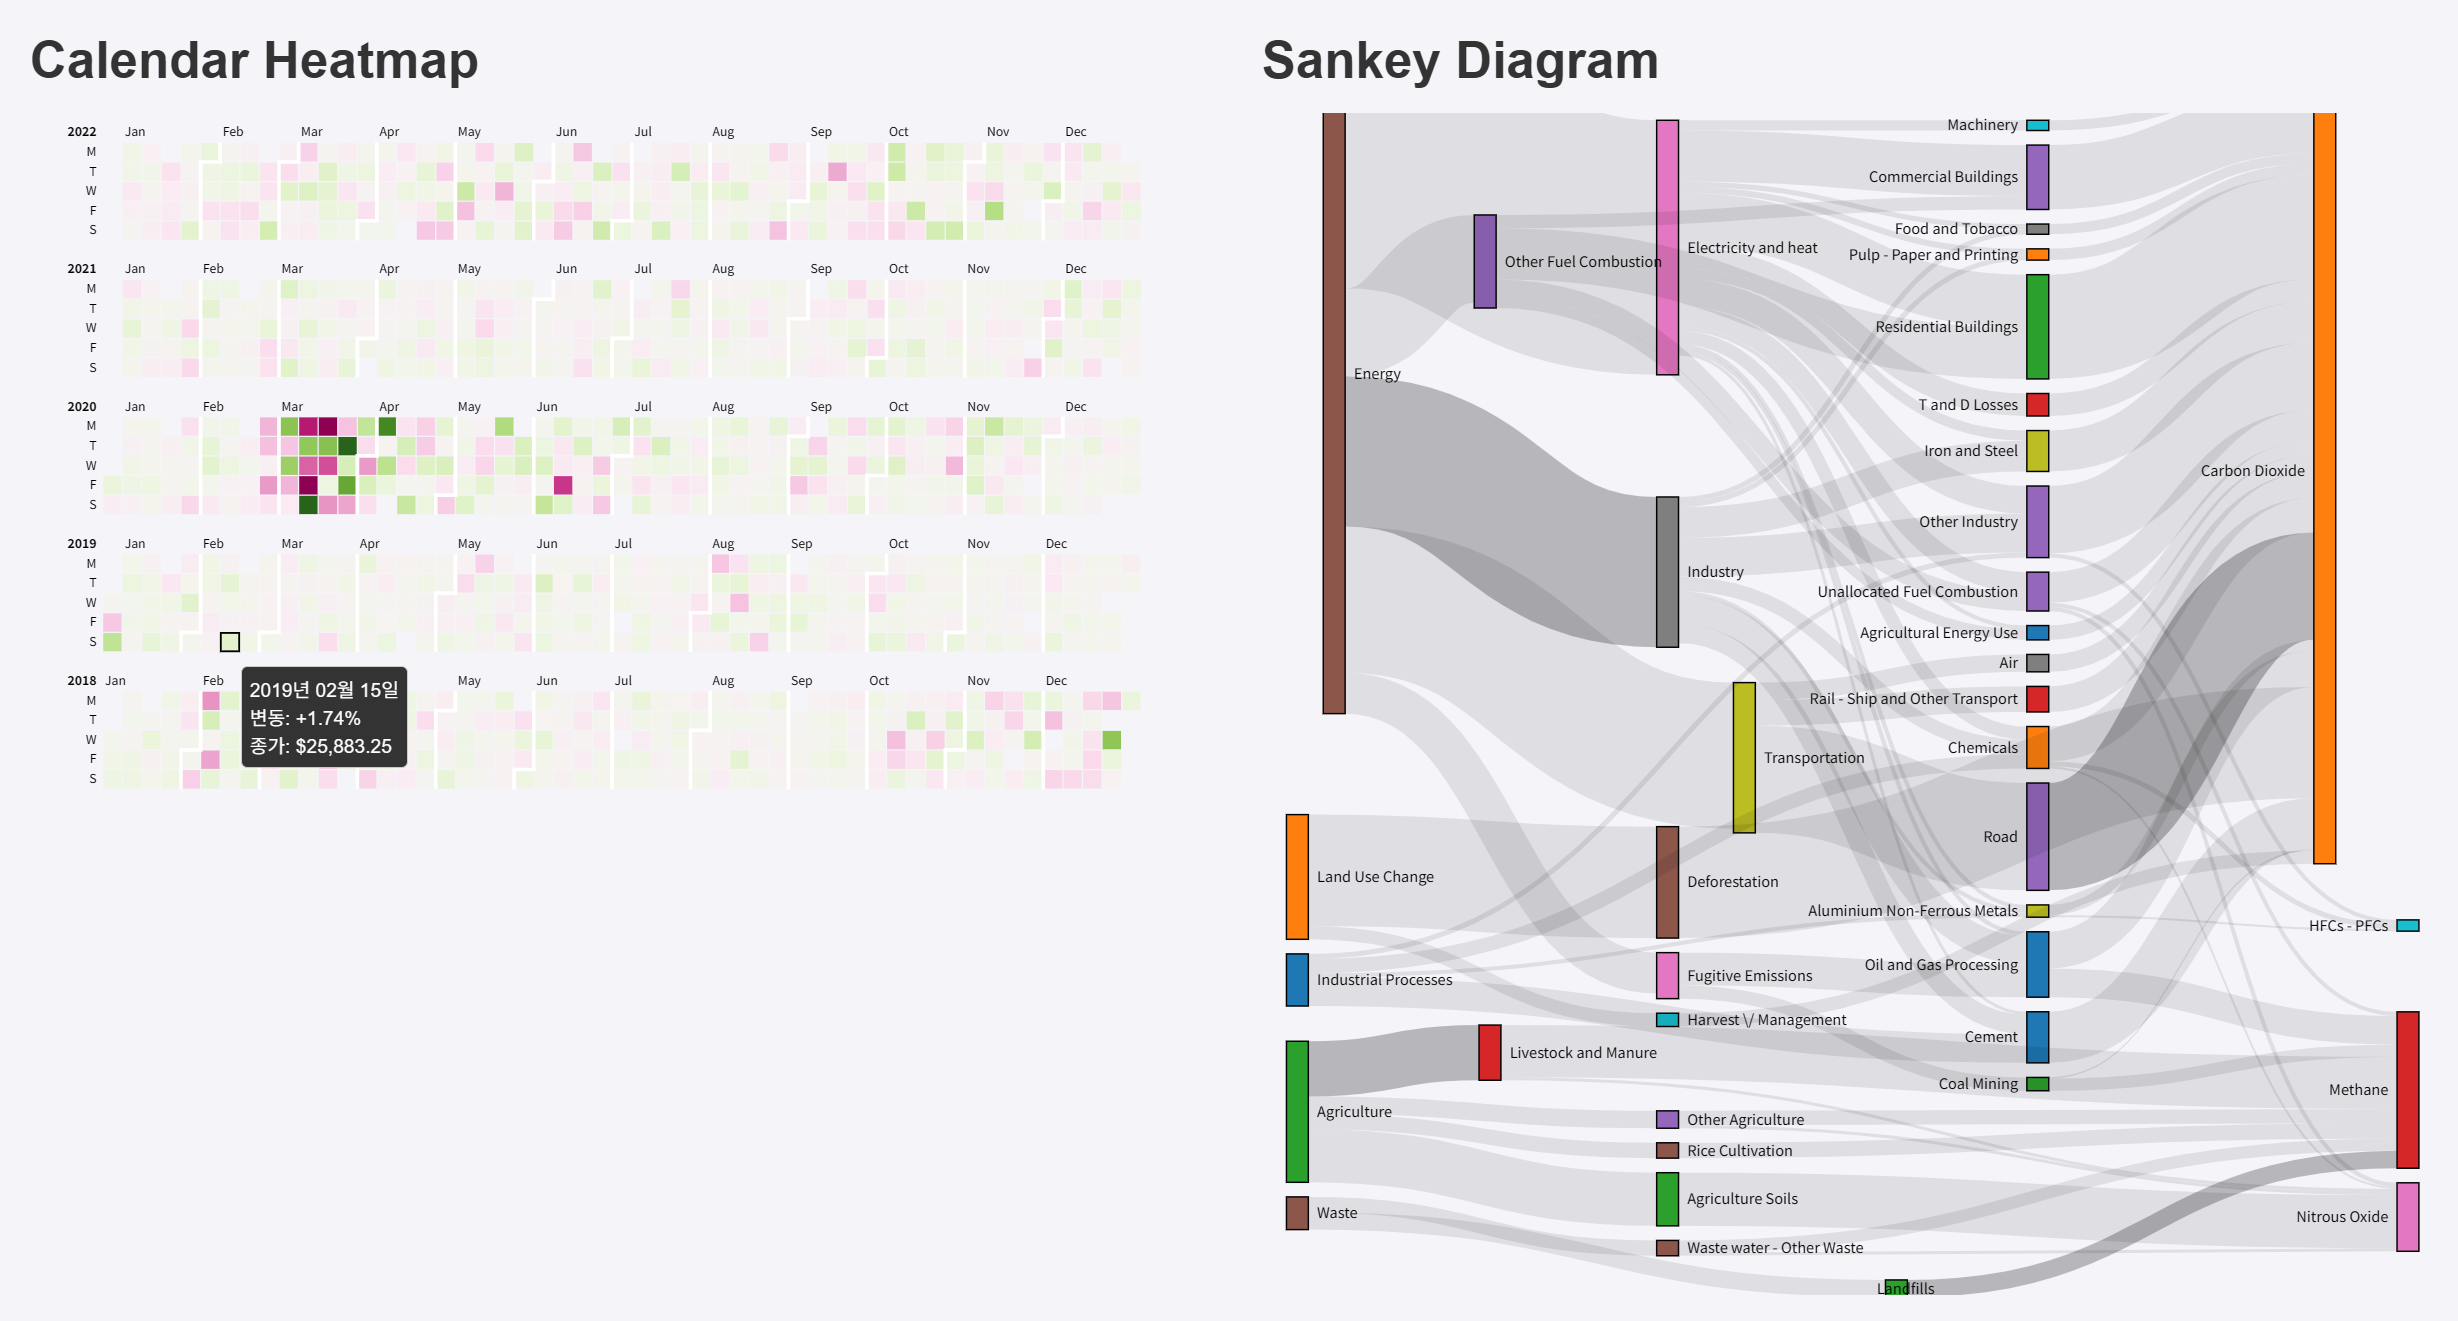 Calendar Heatmap
2022 Jan Feb Mar Apr May Jun Jul Aug Sep Oct Nov Dec
M
T
W
F
S
2021 Jan Feb Mar Apr May Jun Jul Aug Sep Oct Nov Dec
M
T
W
F
S
2020 Jan Feb Mar Apr May Jun Jul Aug Sep Oct Nov Dec
M
T
W
F
S
2019 Jan Feb Mar Apr May Jun Jul Aug Sep Oct Nov Dec
M
T
W
F
S
2018 Jan Feb May Jun Jul Aug Sep Oct Nov Dec
M
T
W
F
S
2019년 02월 15일
변동: +1.74%
종가: $25,883.25
Sankey Diagram
Energy
Land Use Change
Industrial Processes
Agriculture
Waste
Other Fuel Combustion
Livestock and Manure
Electricity and heat
Industry
Transportation
Deforestation
Fugitive Emissions
Harvest \/ Management
Other Agriculture
Rice Cultivation
Agriculture Soils
Waste water - Other Waste
Landfills
Machinery
Commercial Buildings
Food and Tobacco
Pulp - Paper and Printing
Residential Buildings
T and D Losses
Iron and Steel
Other Industry
Unallocated Fuel Combustion
Agricultural Energy Use
Air
Rail - Ship and Other Transport
Chemicals
Road
Aluminium Non-Ferrous Metals
Oil and Gas Processing
Cement
Coal Mining
Carbon Dioxide
HFCs - PFCs
Methane
Nitrous Oxide